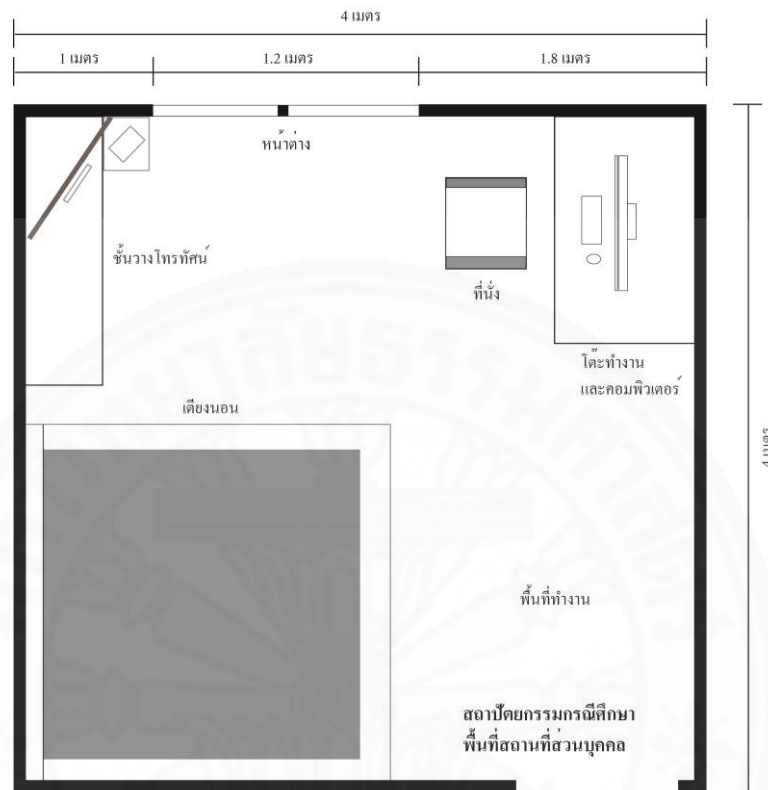 4 เมตร
1 เมตร 1.2 เมตร 1.8 เมตร
หน้าต่าง
ชั้นวางโทรทัศน์
ที่นั่ง
โต๊ะทำงาน
และคอมพิวเตอร์
4 เมตร
เตียงนอน
พื้นที่ทำงาน
สถาปัตยกรรมกรณีศึกษา
พื้นที่สถานที่ส่วนบุคคล